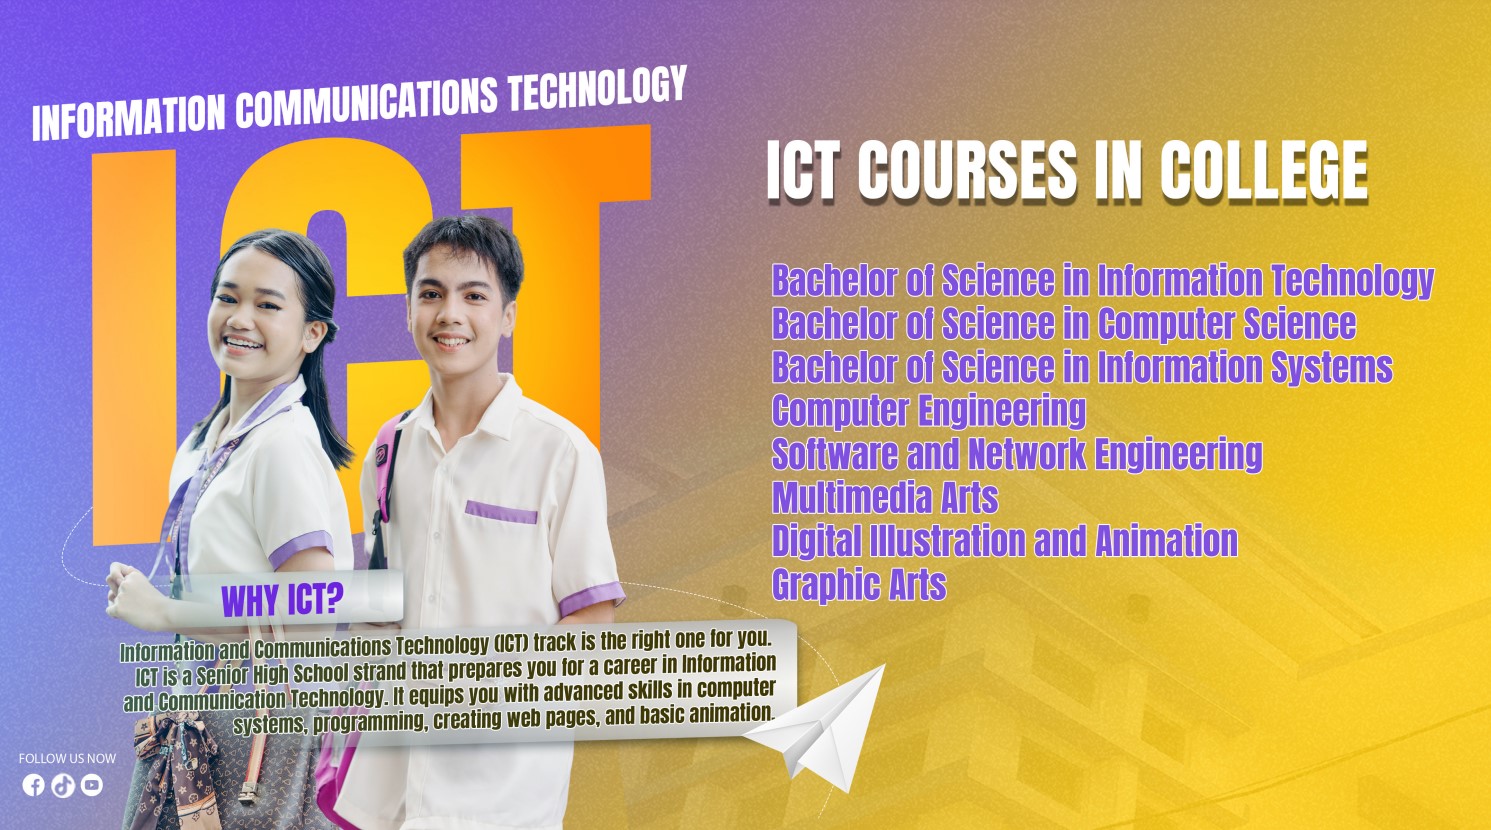 INFORMATION COMMUNICATIONS TECHNOLOGY
ICT
WHY ICT?
Information and Communications Technology (ICT) track is the right one for you.
ICT is a Senior High School strand that prepares you for a career in Information
and Communication Technology. It equips you with advanced skills in computer
systems, programming, creating web pages, and basic animation.
FOLLOW US NOW
ICT COURSES IN COLLEGE
Bachelor of Science in Information Technology
Bachelor of Science in Computer Science
Bachelor of Science in Information Systems
Computer Engineering
Software and Network Engineering
Multimedia Arts
Digital Illustration and Animation
Graphic Arts